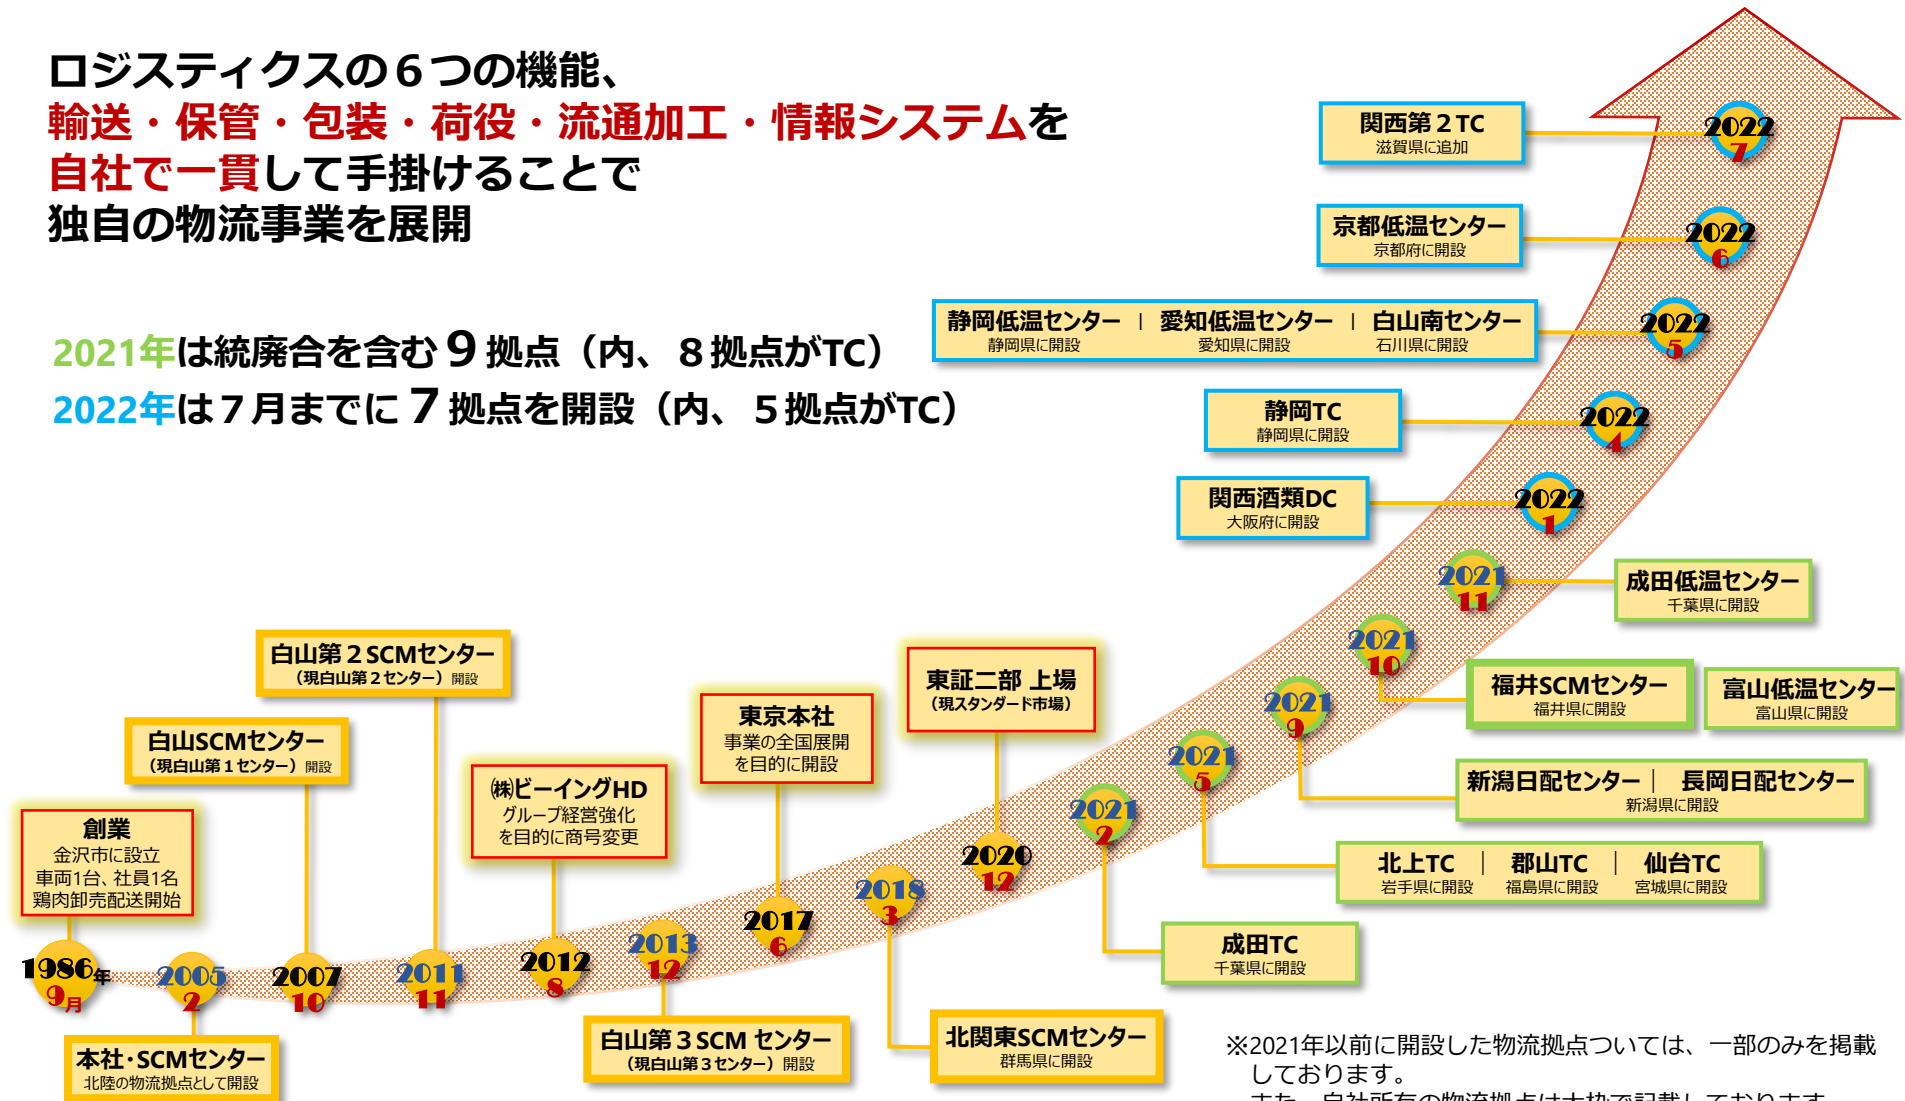 ロジスティクスの６つの機能、
輸送・保管・包装・荷役・流通加工・情報システムを
自社で一貫して手掛けることで
独自の物流事業を展開
2021年は統廃合を含む９拠点（内、８拠点がTC）
2022年は７月までに７拠点を開設（内、５拠点がTC）
関西第２TC
滋賀県に追加
2022
7
京都低温センター
京都府に開設
2022
6
静岡低温センター | 愛知低温センター | 白山南センター
静岡県に開設 愛知県に開設 石川県に開設
2022
5
静岡TC
静岡県に開設
2022
4
関西酒類DC
大阪府に開設
2022
1
2021
11
成田低温センター
千葉県に開設
2021
10
福井SCMセンター
福井県に開設
富山低温センター
富山県に開設
2021
9
新潟日配センター｜ 長岡日配センター
新潟県に開設
2021
5
北上TC ｜ 郡山TC ｜ 仙台TC
岩手県に開設 福島県に開設 宮城県に開設
2021
2
成田TC
千葉県に開設
東証二部 上場
（現スタンダード市場）
2020
12
2018
3
北関東SCMセンター
群馬県に開設
東京本社
事業の全国展開
を目的に開設
2017
6
2013
12
白山第３SCM センター
（現白山第３センター）開設
㈱ビーイングHD
グループ経営強化
を目的に商号変更
2012
8
白山第２SCMセンター
（現白山第２センター）開設
2011
11
白山SCMセンター
（現白山第１センター）開設
2007
10
2005
2
本社・SCMセンター
北陸の物流拠点として開設
創業
金沢市に設立
車両1台、社員1名
鶏肉卸売配送開始
1986年
9月
※2021年以前に開設した物流拠点ついては、一部のみを掲載
しております。
また、自社所有の物流拠点は太枠で記載しております